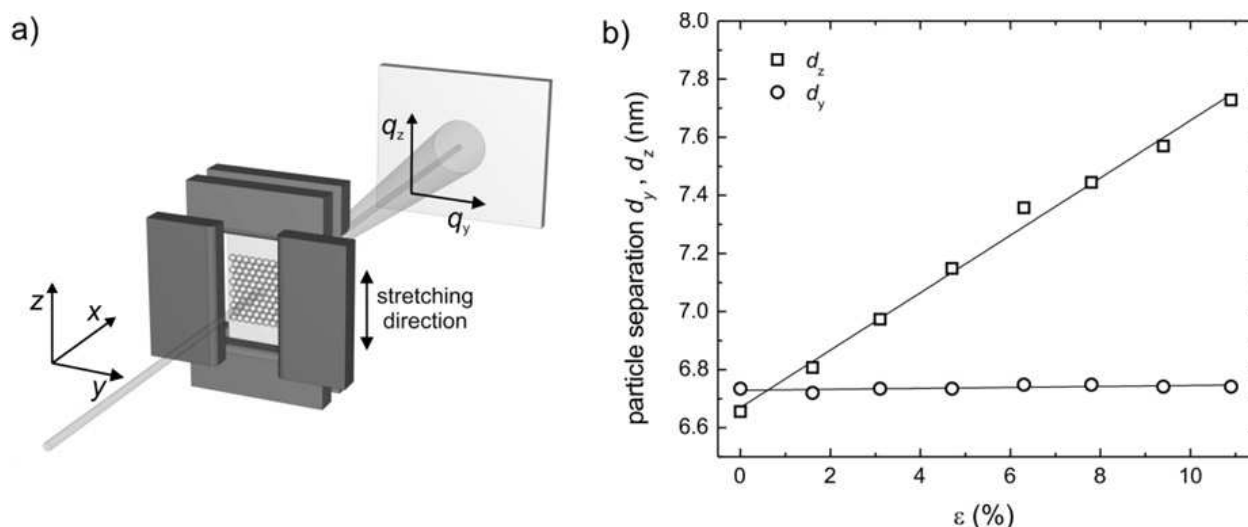 a)
q_z
q_y
stretching
direction
z
x
y
b)
8.0
7.8
7.6
7.4
7.2
7.0
6.8
6.6
particle separation d_y , d_z (nm)
d_z
d_y
0 2 4 6 8 10
ε (%)